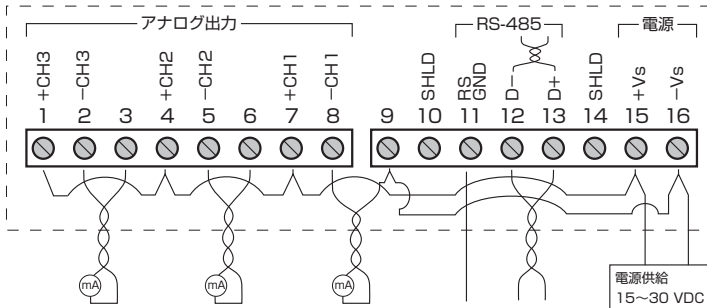 アナログ出力
RS-485
電源
+CH3
−CH3
+CH2
−CH2
+CH1
−CH1
SHLD
RS
GND
D−
D+
SHLD
+Vs
−Vs
1 2 3 4 5 6 7 8 9 10 11 12 13 14 15 16
mA
mA
mA
電源供給
15～30 VDC